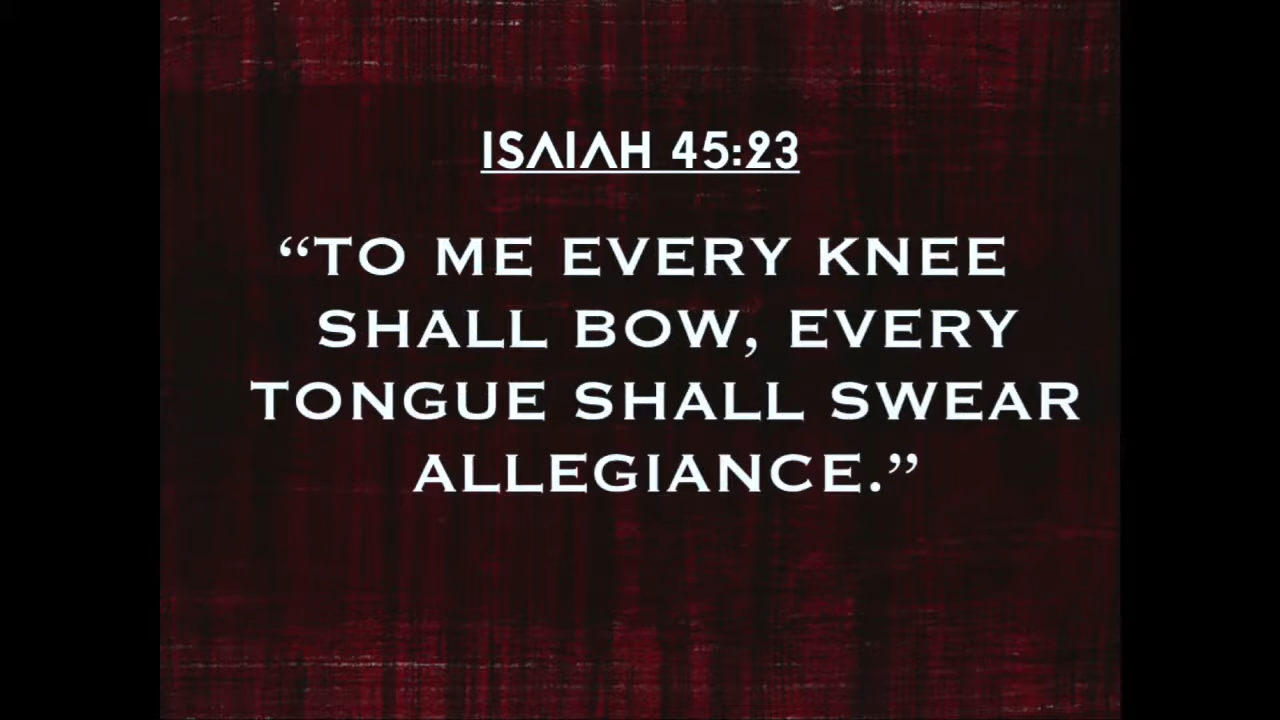 ISAIAH 45:23
“TO ME EVERY KNEE
SHALL BOW, EVERY
TONGUE SHALL SWEAR
ALLEGIANCE.”